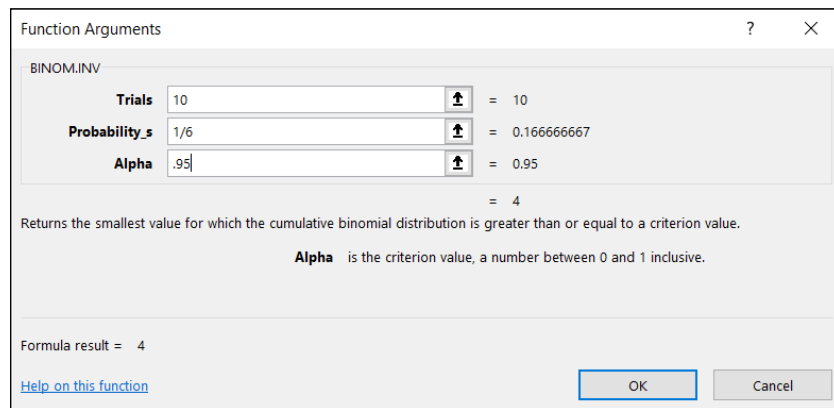 Function Arguments ? ×
BINOM.INV
Trials 10 = 10
Probability_s 1/6 = 0.166666667
Alpha .95 = 0.95
= 4
Returns the smallest value for which the cumulative binomial distribution is greater than or equal to a criterion value.
Alpha is the criterion value, a number between 0 and 1 inclusive.
Formula result = 4
Help on this function OK Cancel